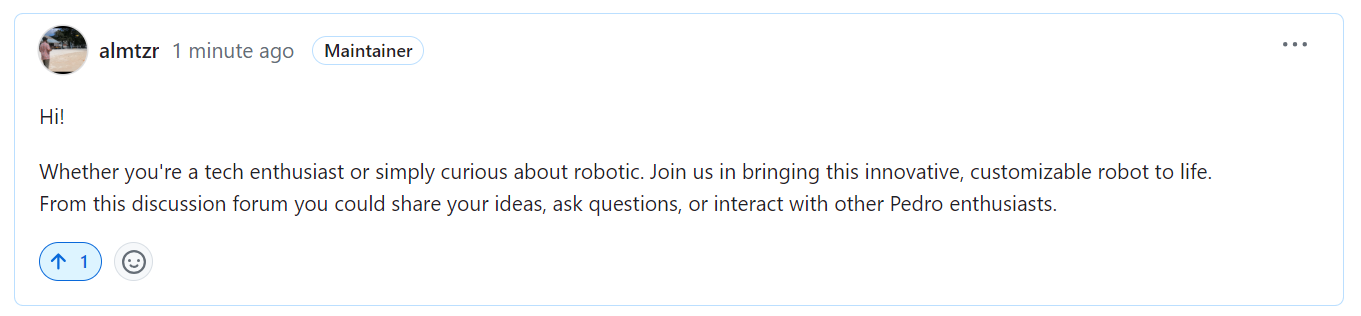 almtzr 1 minute ago Maintainer
Hi!
Whether you're a tech enthusiast or simply curious about robotic. Join us in bringing this innovative, customizable robot to life.
From this discussion forum you could share your ideas, ask questions, or interact with other Pedro enthusiasts.
1